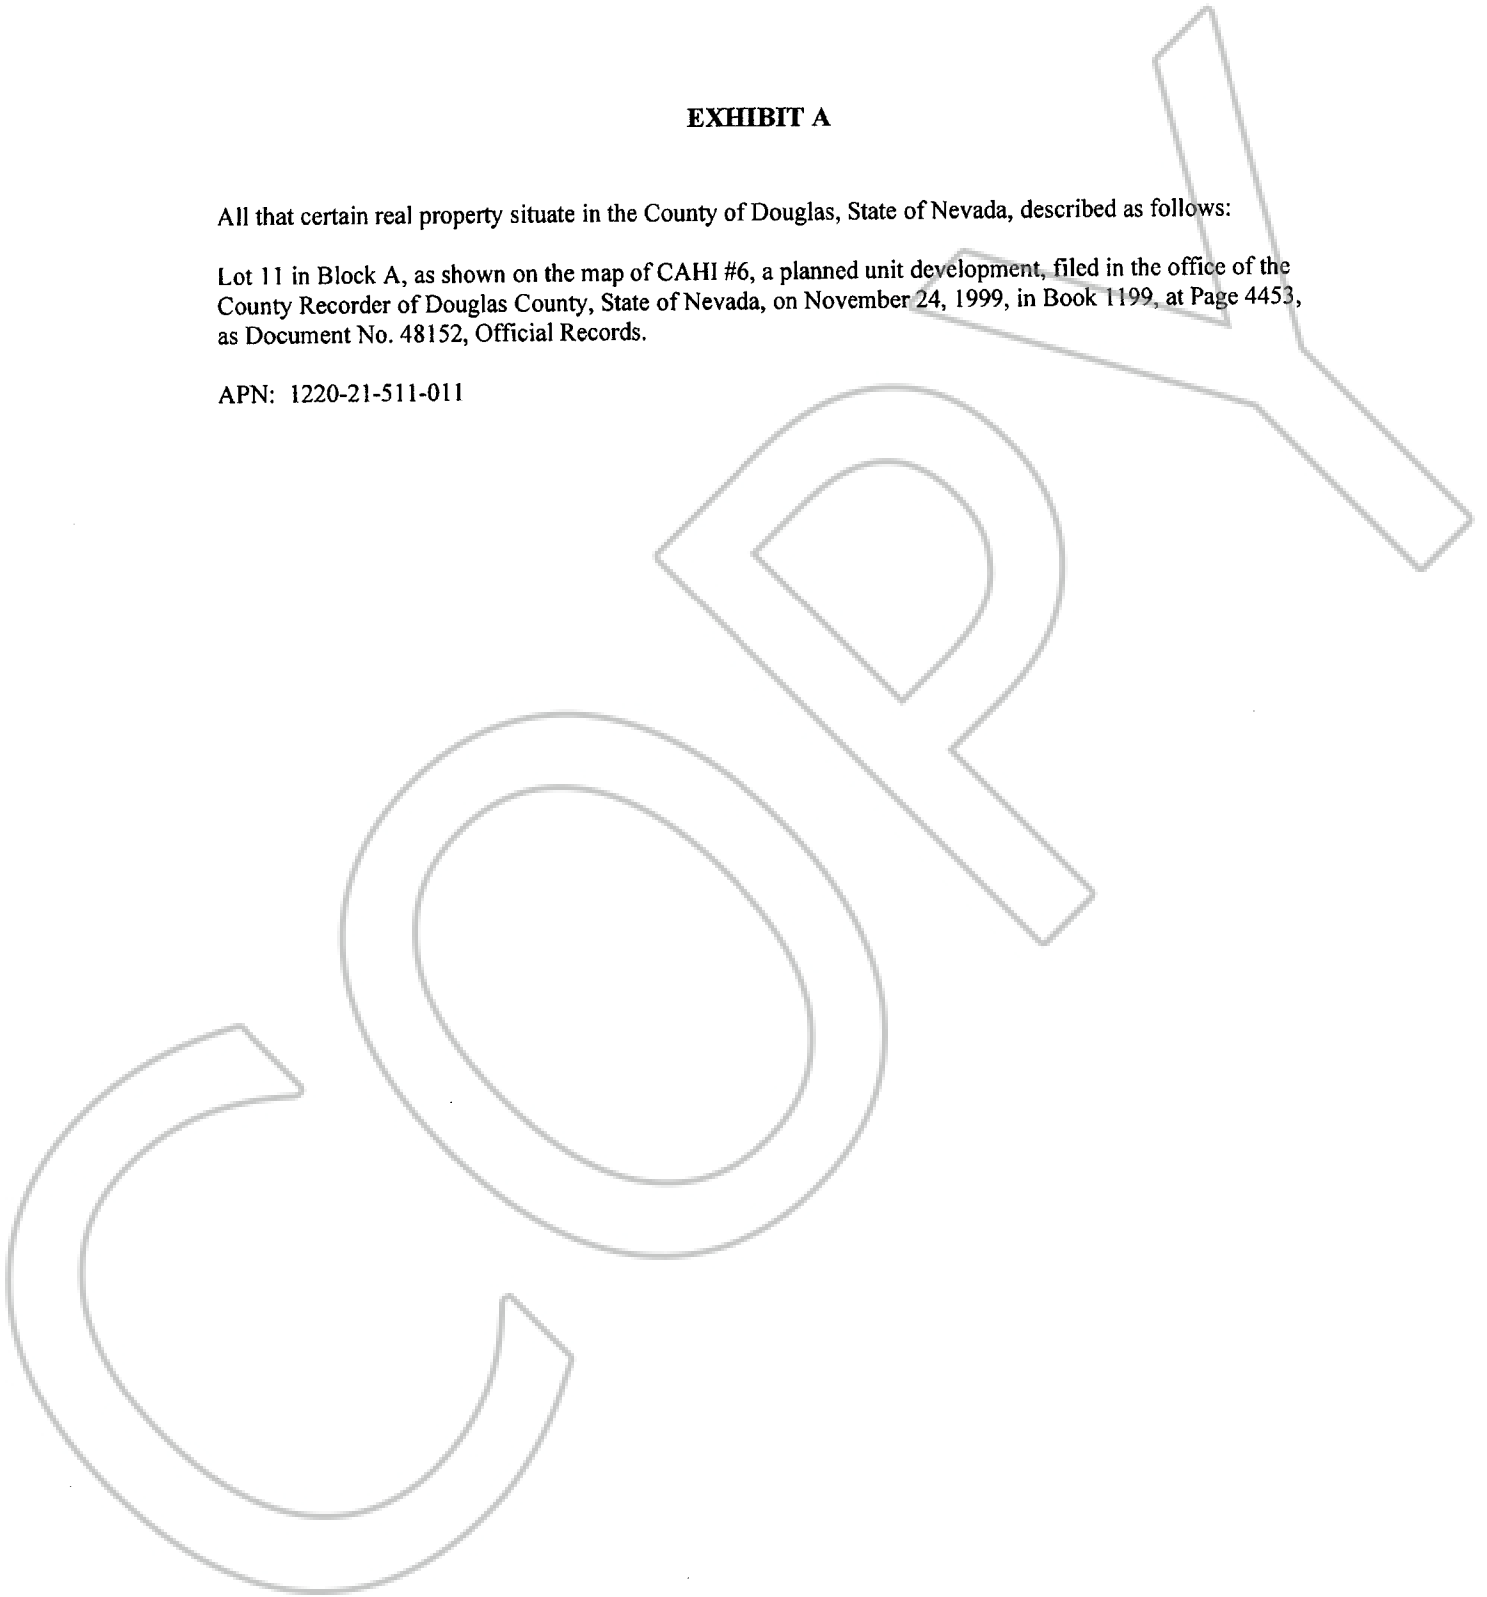 EXHIBIT A
All that certain real property situate in the County of Douglas, State of Nevada, described as follows:
Lot 11 in Block A, as shown on the map of CAHI #6, a planned unit development, filed in the office of the
County Recorder of Douglas County, State of Nevada, on November 24, 1999, in Book 1199, at Page 4453,
as Document No. 48152, Official Records.
APN: 1220-21-511-011
COPY